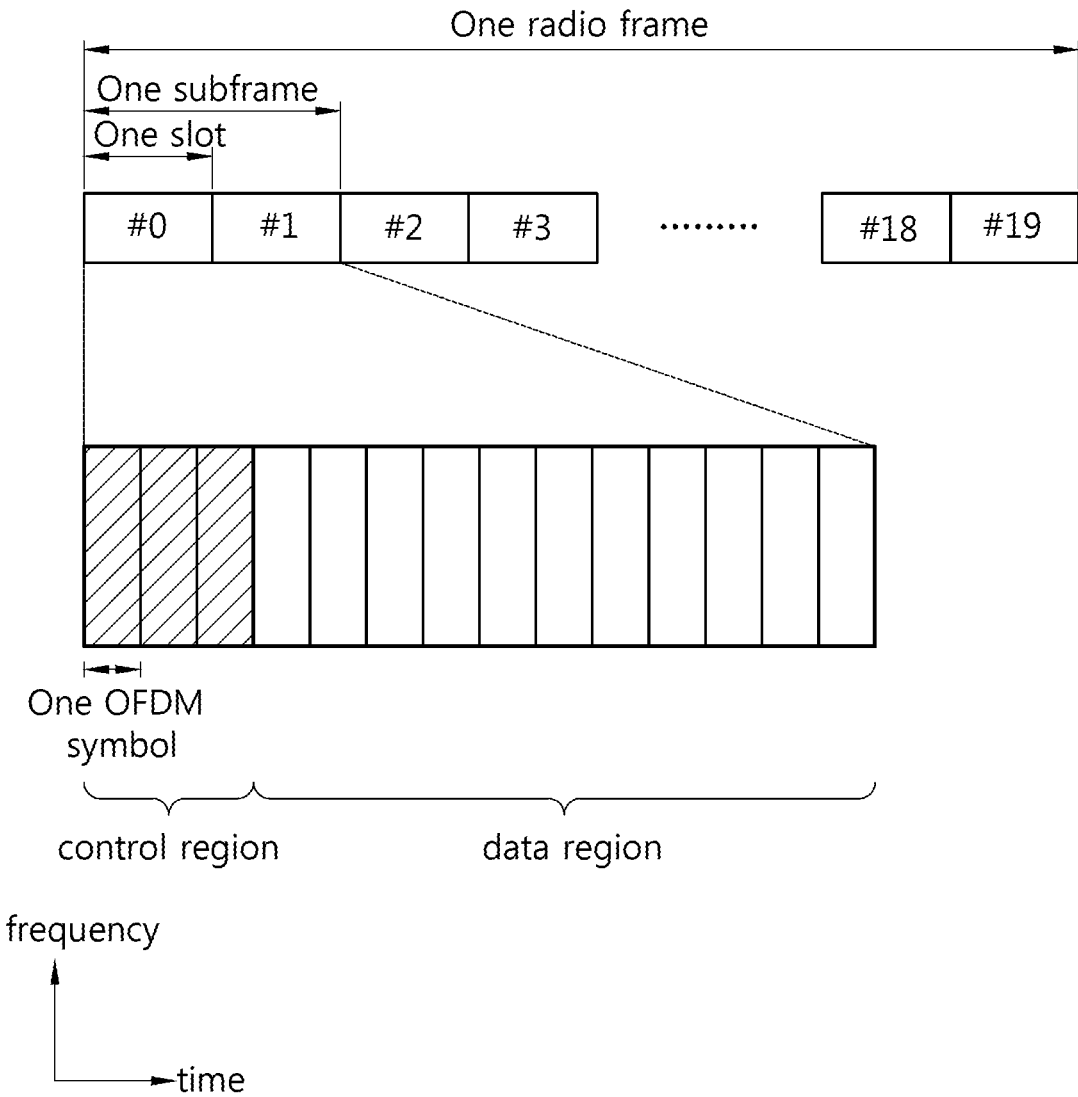 One radio frame
One subframe
One slot
#0 #1 #2 #3 ········· #18 #19
One OFDM
symbol
control region data region
frequency
time